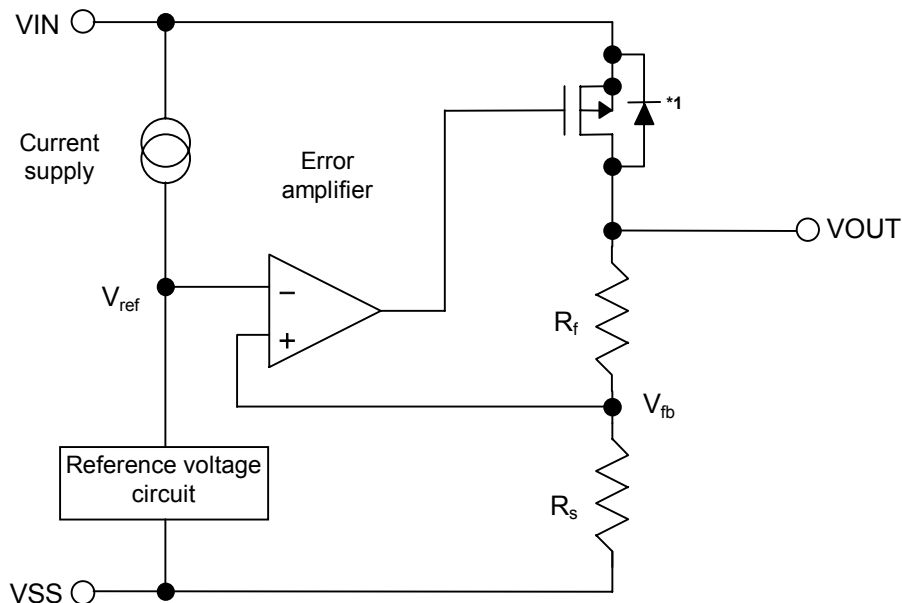 VIN
*1
Current
supply
Error
amplifier
VOUT
Vref
−
+
Rf
Vfb
Reference voltage
circuit
Rs
VSS